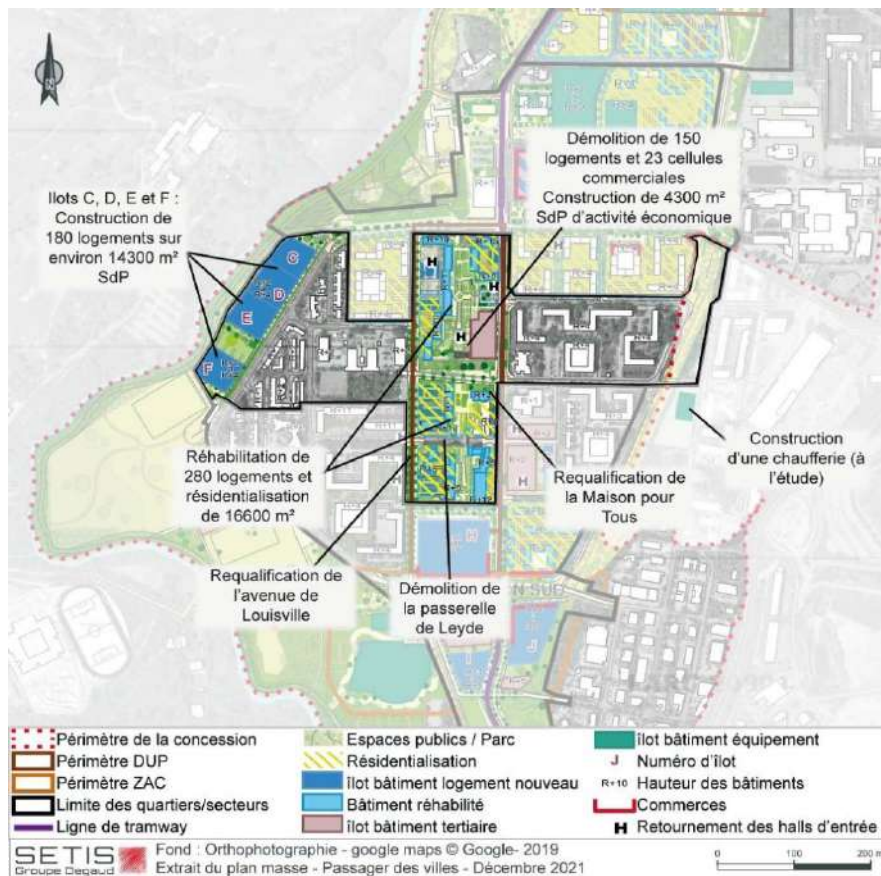 Démolition de 150
logements et 23 cellules
commerciales
Construction de 4300 m²
SdP d'activité économique
Ilots C, D, E et F :
Construction de
180 logements sur
environ 14300 m²
SdP
C
D
E
F
H
H
H
R+1
Réhabilitation de
280 logements et
résidentialisation
de 16600 m²
Requalification de
la Maison pour
Tous
Construction
d'une chaufferie (à
l'étude)
Requalification de
l'avenue de
Louisville
Démolition de
la passerelle
de Leyde
Périmètre de la concession
Périmètre DUP
Périmètre ZAC
Limite des quartiers/secteurs
Ligne de tramway
Espaces publics / Parc
Résidentialisation
îlot bâtiment logement nouveau
Bâtiment réhabilité
îlot bâtiment tertiaire
îlot bâtiment équipement
J Numéro d'îlot
R+10 Hauteur des bâtiments
Commerces
H Retournement des halls d'entrée
SETIS
Groupe Degaud
Fond : Orthophotographie - google maps © Google- 2019
Extrait du plan masse - Passager des villes - Décembre 2021
0 100 200 m